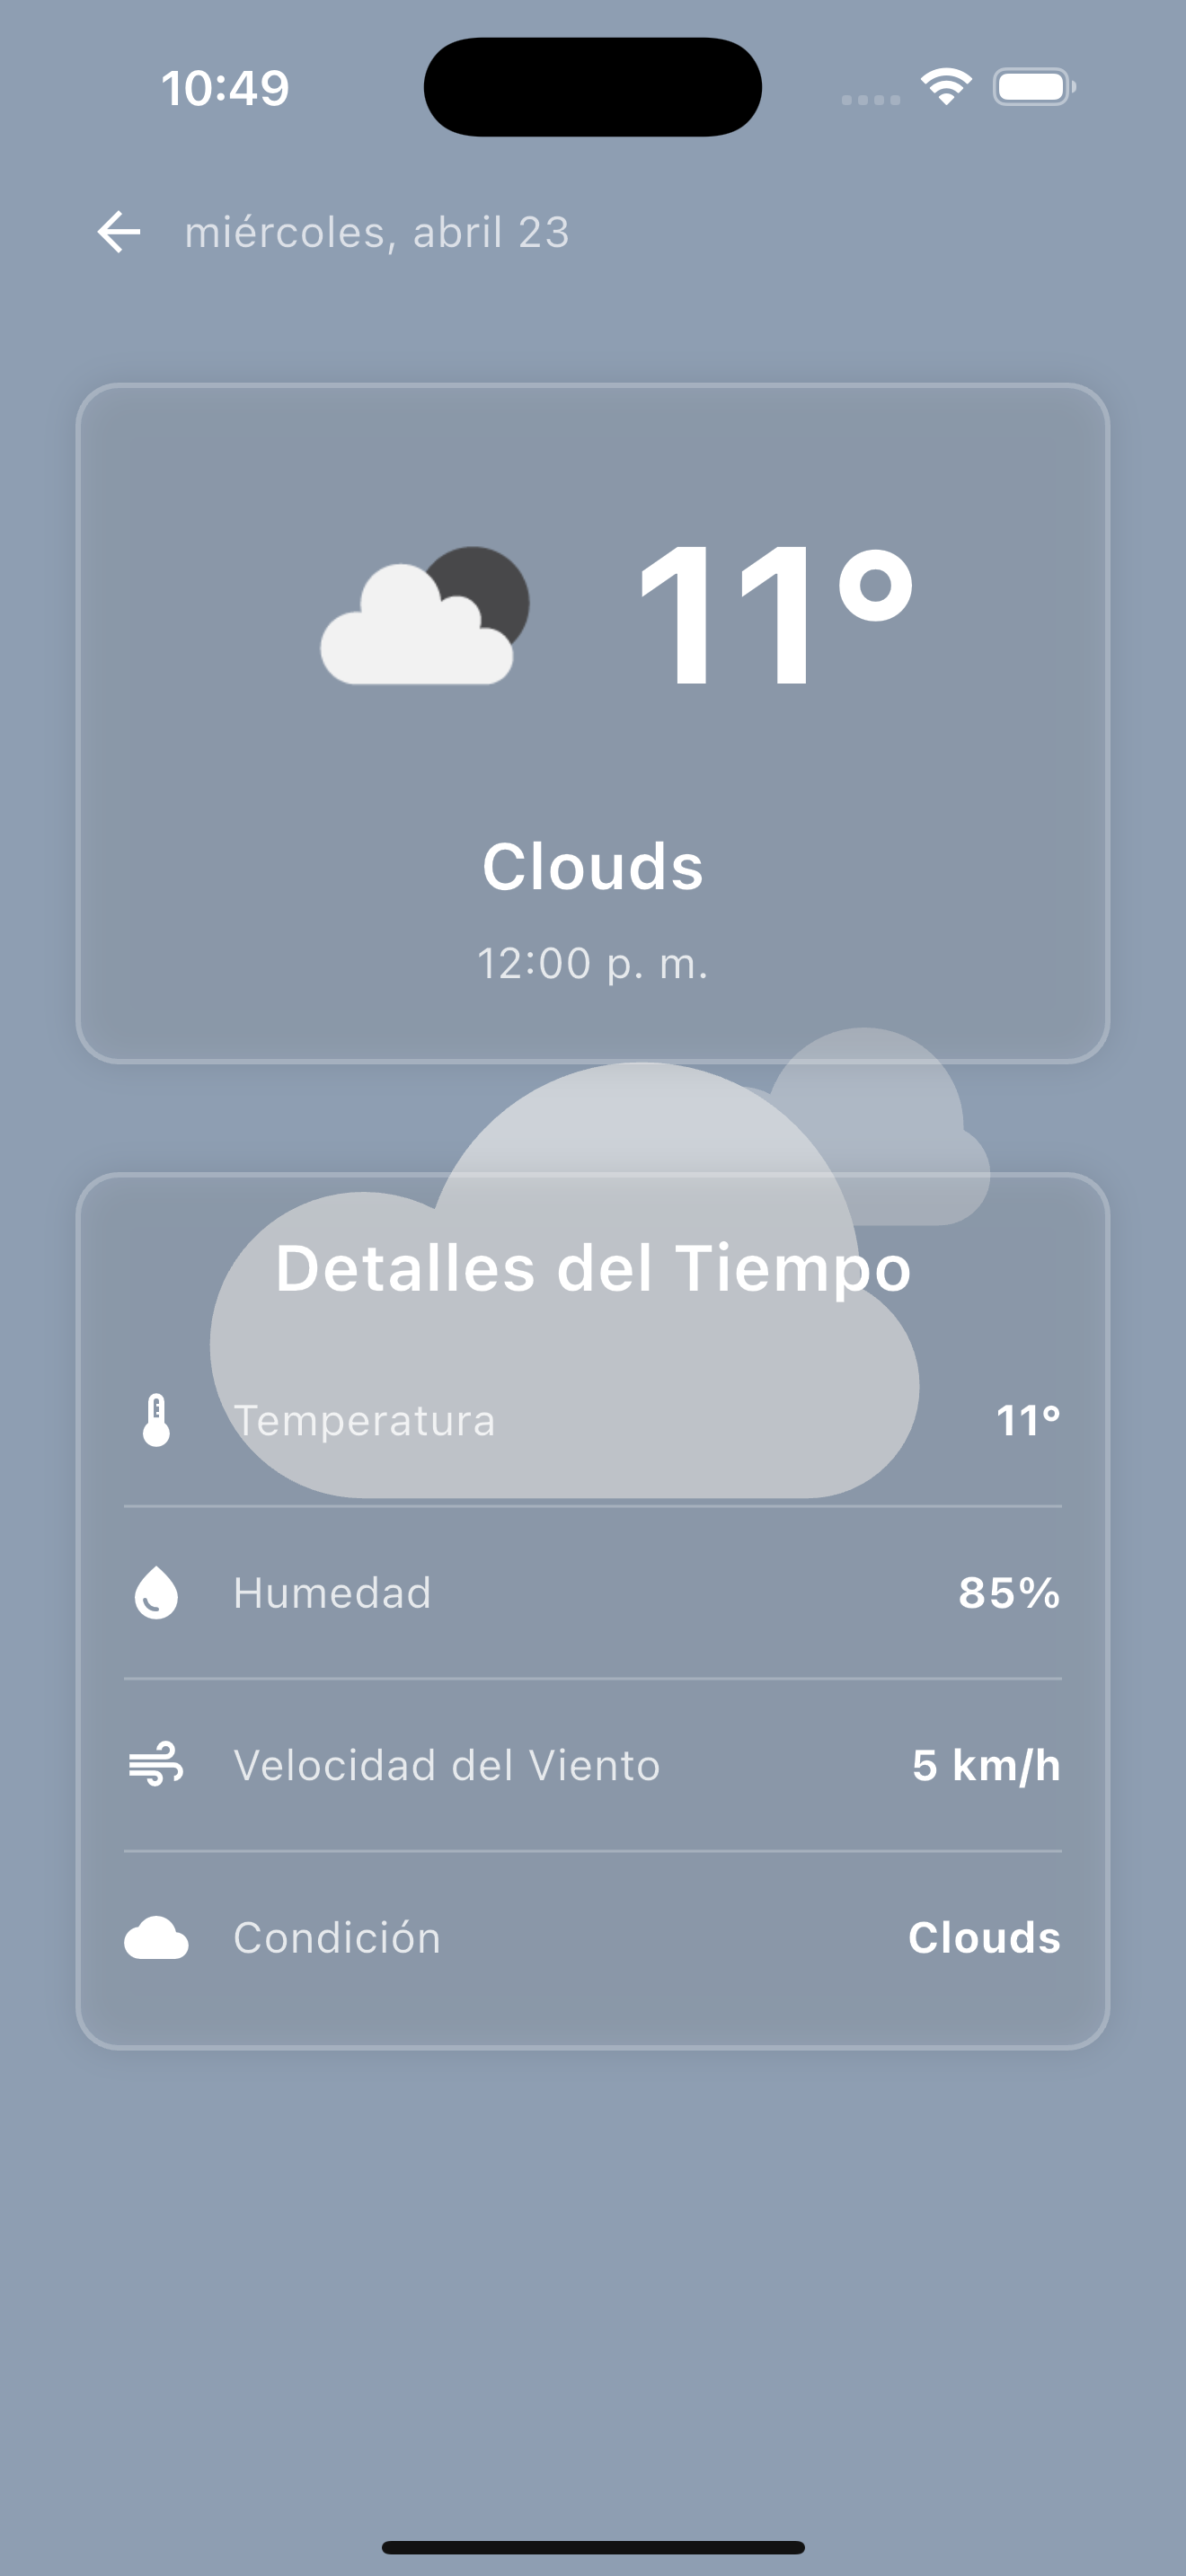 10:49
miércoles, abril 23
11°
Clouds
12:00 p. m.
Detalles del Tiempo
Temperatura 11°
Humedad 85%
Velocidad del Viento 5 km/h
Condición Clouds